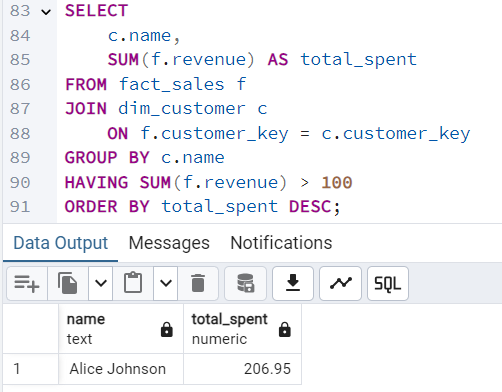 83 SELECT
84 c.name,
85 SUM(f.revenue) AS total_spent
86 FROM fact_sales f
87 JOIN dim_customer c
88 ON f.customer_key = c.customer_key
89 GROUP BY c.name
90 HAVING SUM(f.revenue) > 100
91 ORDER BY total_spent DESC;
Data Output Messages Notifications
SQL
name total_spent
text numeric
1 Alice Johnson 206.95